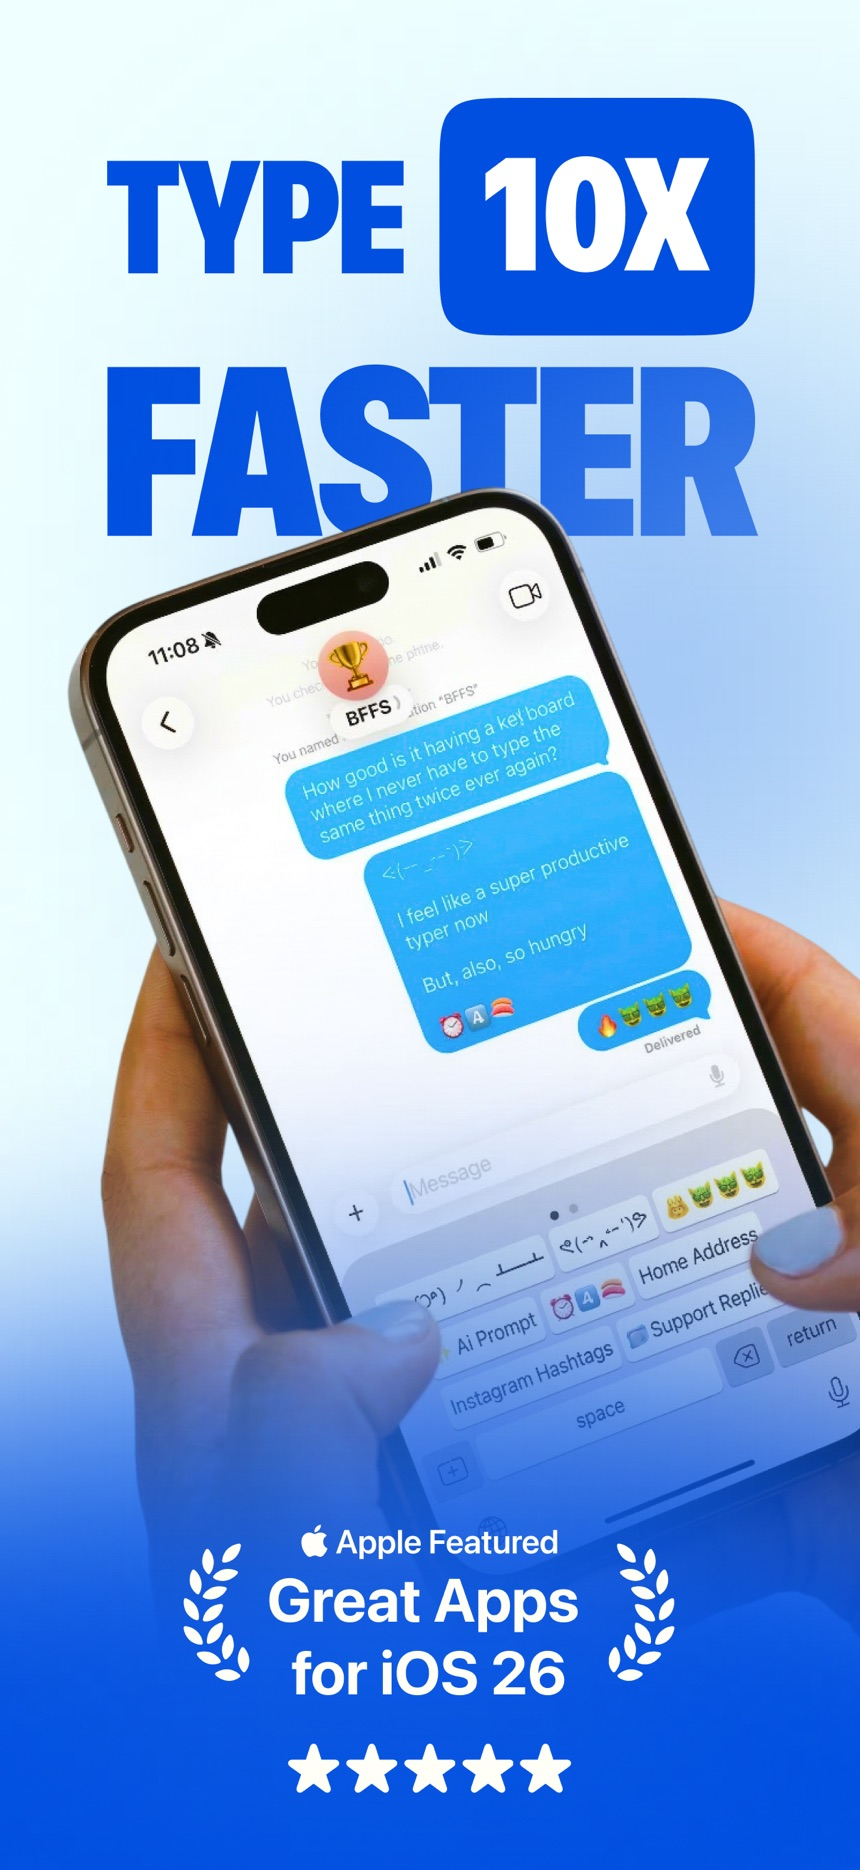 TYPE 10X
FASTER
11:08
BFFS
You named
"BFFS"
How good is it having a keyboard
where I never have to type the
same thing twice ever again?
I feel like a super productive
typer now
But, also, so hungry
Delivered
Message
Home Address
Ai Prompt
Support Replie
Instagram Hashtags
return
space
Apple Featured
Great Apps
for iOS 26